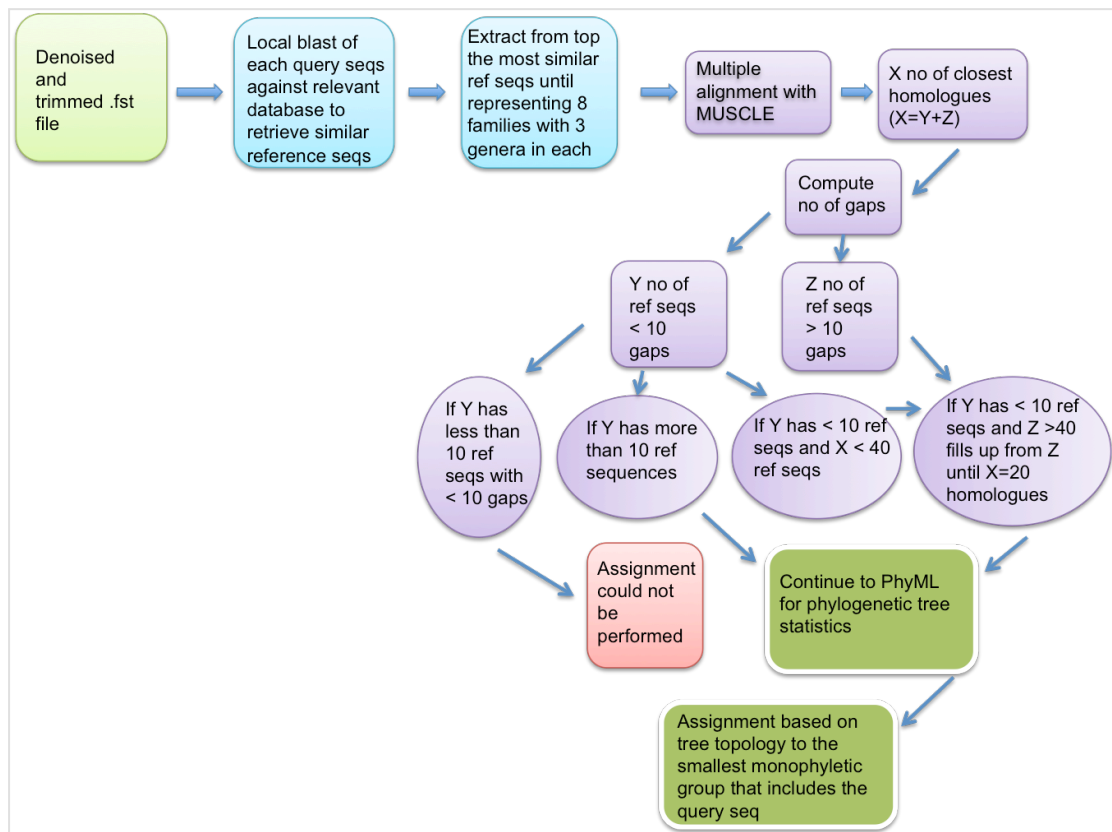 Denoised
and
trimmed .fst
file
Local blast of
each query seqs
against relevant
database to
retrieve similar
reference seqs
Extract from top
the most similar
ref seqs until
representing 8
families with 3
genera in each
Multiple
alignment with
MUSCLE
X no of closest
homologues
(X=Y+Z)
Compute
no of gaps
Y no of
ref seqs
< 10
gaps
Z no of
ref seqs
> 10
gaps
If Y has
less than
10 ref
seqs with
< 10 gaps
If Y has more
than 10 ref
sequences
If Y has < 10 ref
seqs and X < 40
ref seqs
If Y has < 10 ref
seqs and Z >40
fills up from Z
until X=20
homologues
Assignment
could not
be
performed
Continue to PhyML
for phylogenetic tree
statistics
Assignment based on
tree topology to the
smallest monophyletic
group that includes the
query seq